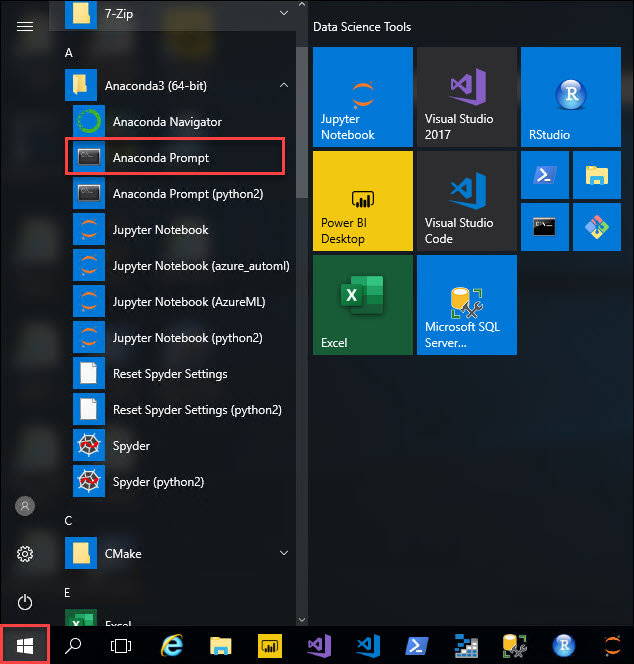 7-Zip
A
Anaconda3 (64-bit)
Anaconda Navigator
Anaconda Prompt
Anaconda Prompt (python2)
Jupyter Notebook
Jupyter Notebook (azure_automl)
Jupyter Notebook (AzureML)
Jupyter Notebook (python2)
Reset Spyder Settings
Reset Spyder Settings (python2)
Spyder
Spyder (python2)
C
CMake
E
Excel
Data Science Tools
Jupyter
Notebook
Visual Studio
2017
R
RStudio
Power BI
Desktop
Visual Studio
Code
X
Excel
Microsoft SQL
Server...
R